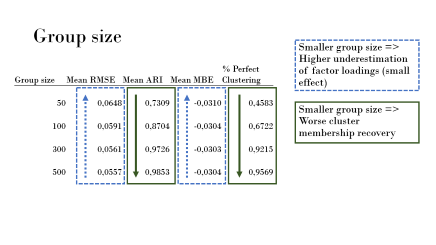 Group size
% Perfect
Group size Mean RMSE Mean ARI Mean MBE Clustering
50 0,0648 0,7309 -0,0310 0,4583
100 0,0591 0,8704 -0,0304 0,6722
300 0,0561 0,9726 -0,0303 0,9215
500 0,0557 0,9853 -0,0304 0,9569
Smaller group size =>
Higher underestimation
of factor loadings (small
effect)
Smaller group size =>
Worse cluster
membership recovery